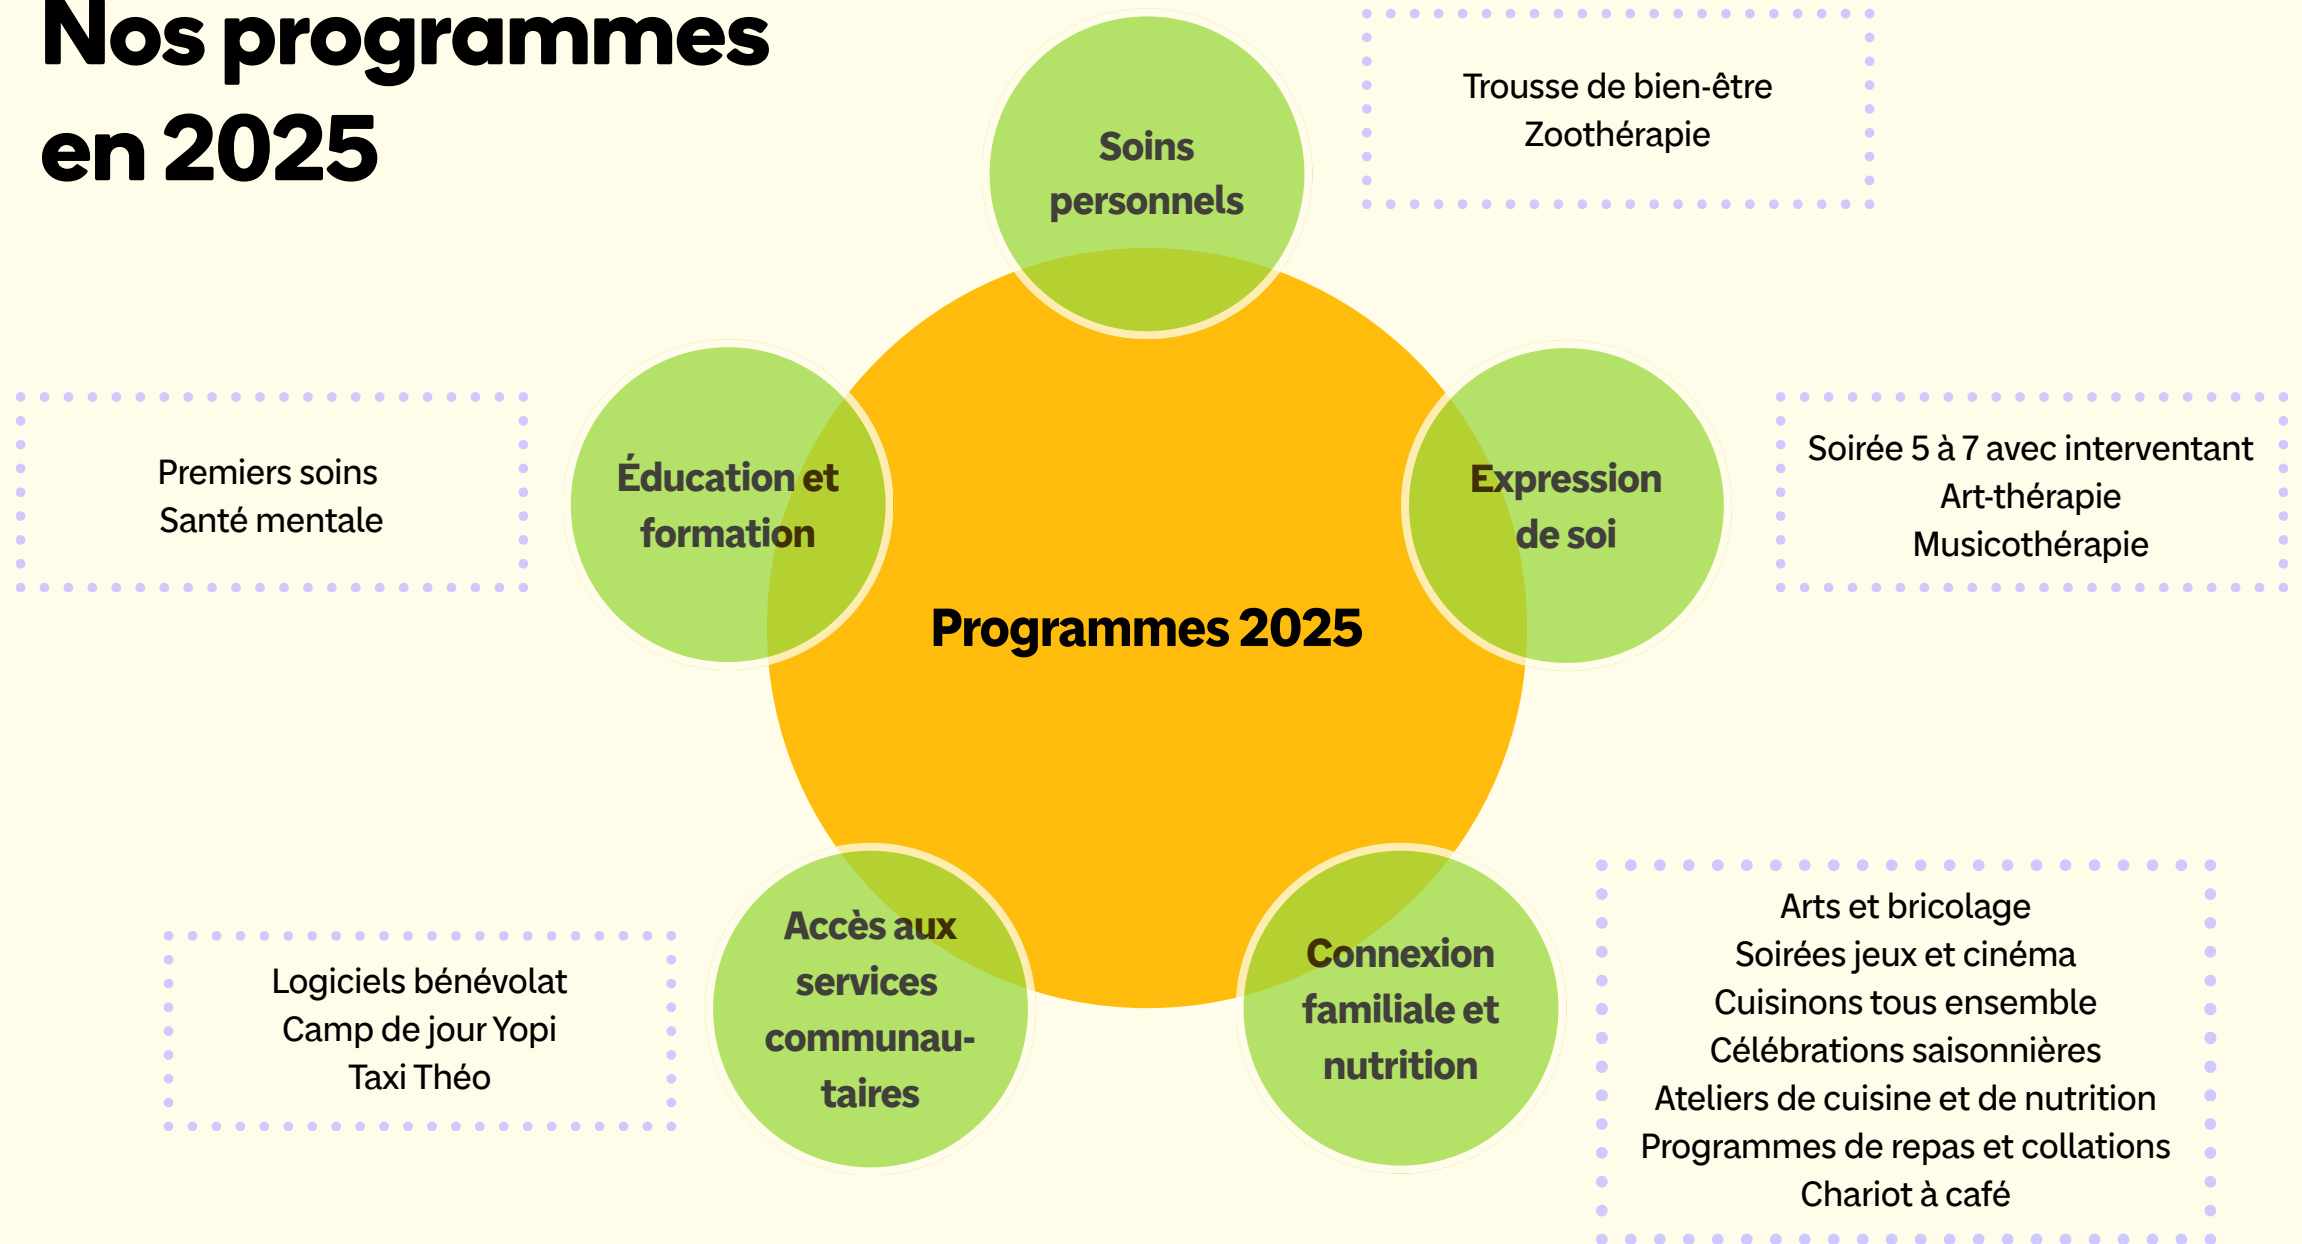 Nos programmes
en 2025
Soins
personnels
Trousse de bien-être
Zoothérapie
Premiers soins
Santé mentale
Éducation et
formation
Expression
de soi
Soirée 5 à 7 avec interventant
Art-thérapie
Musicothérapie
Programmes 2025
Logiciels bénévolat
Camp de jour Yopi
Taxi Théo
Accès aux
services
communau-
taires
Connexion
familiale et
nutrition
Arts et bricolage
Soirées jeux et cinéma
Cuisinons tous ensemble
Célébrations saisonnières
Ateliers de cuisine et de nutrition
Programmes de repas et collations
Chariot à café